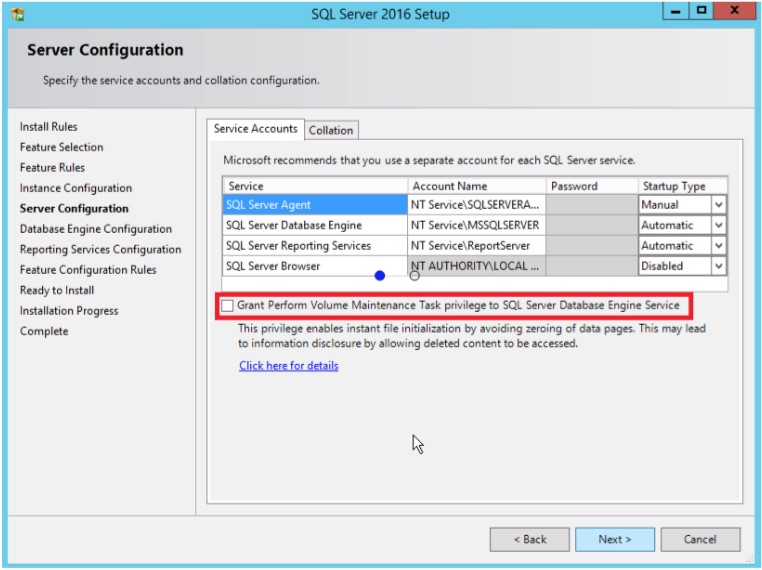 SQL Server 2016 Setup
Server Configuration
Specify the service accounts and collation configuration.
Install Rules
Feature Selection
Feature Rules
Instance Configuration
Server Configuration
Database Engine Configuration
Reporting Services Configuration
Feature Configuration Rules
Ready to Install
Installation Progress
Complete
Service Accounts Collation
Microsoft recommends that you use a separate account for each SQL Server service.
Service Account Name Password Startup Type
SQL Server Agent NT Service\SQLSERVERA... Manual
SQL Server Database Engine NT Service\MSSQLSERVER Automatic
SQL Server Reporting Services NT Service\ReportServer Automatic
SQL Server Browser NT AUTHORITY\LOCAL ... Disabled
Grant Perform Volume Maintenance Task privilege to SQL Server Database Engine Service
This privilege enables instant file initialization by avoiding zeroing of data pages. This may lead
to information disclosure by allowing deleted content to be accessed.
Click here for details
< Back Next > Cancel